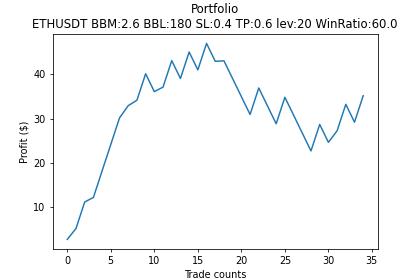 Portfolio
ETHUSDT BBM:2.6 BBL:180 SL:0.4 TP:0.6 lev:20 WinRatio:60.0
40
30
20
10
Profit ($)
0 5 10 15 20 25 30 35
Trade counts